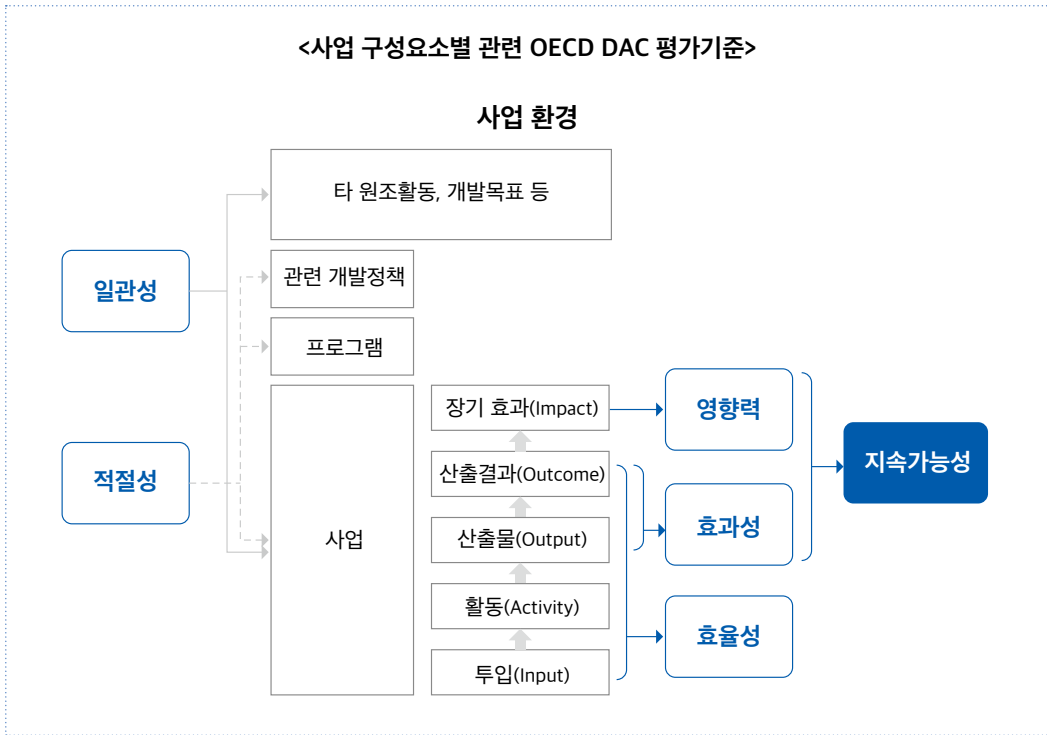 <사업 구성요소별 관련 OECD DAC 평가기준>
사업 환경
타 원조활동, 개발목표 등
일관성
관련 개발정책
프로그램
적절성
사업
장기 효과(Impact)
산출결과(Outcome)
산출물(Output)
활동(Activity)
투입(Input)
영향력
효과성
효율성
지속가능성